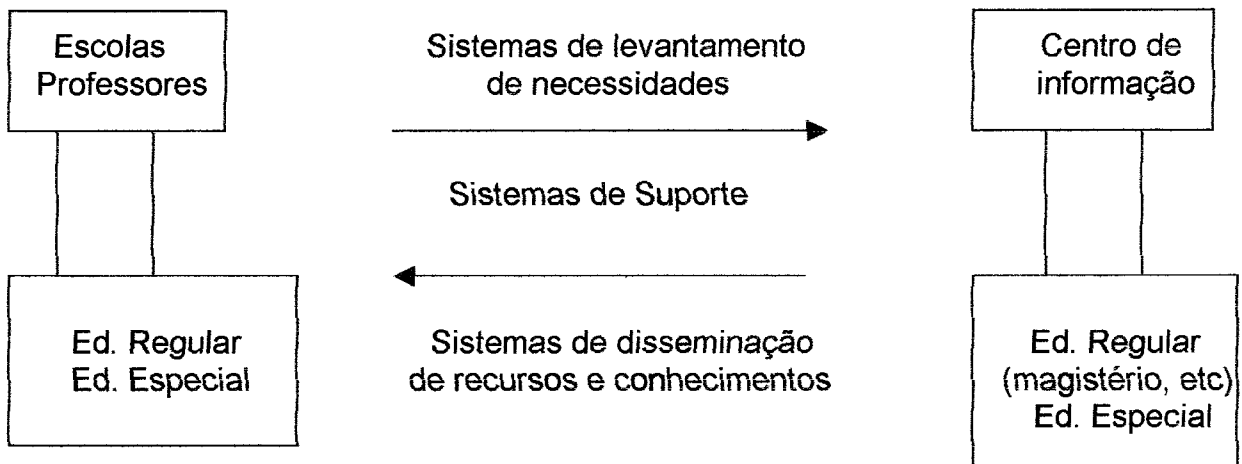 Escolas
Professores
Sistemas de levantamento
de necessidades
Centro de
informação
Sistemas de Suporte
Ed. Regular
Ed. Especial
Sistemas de disseminação
de recursos e conhecimentos
Ed. Regular
(magistério, etc)
Ed. Especial